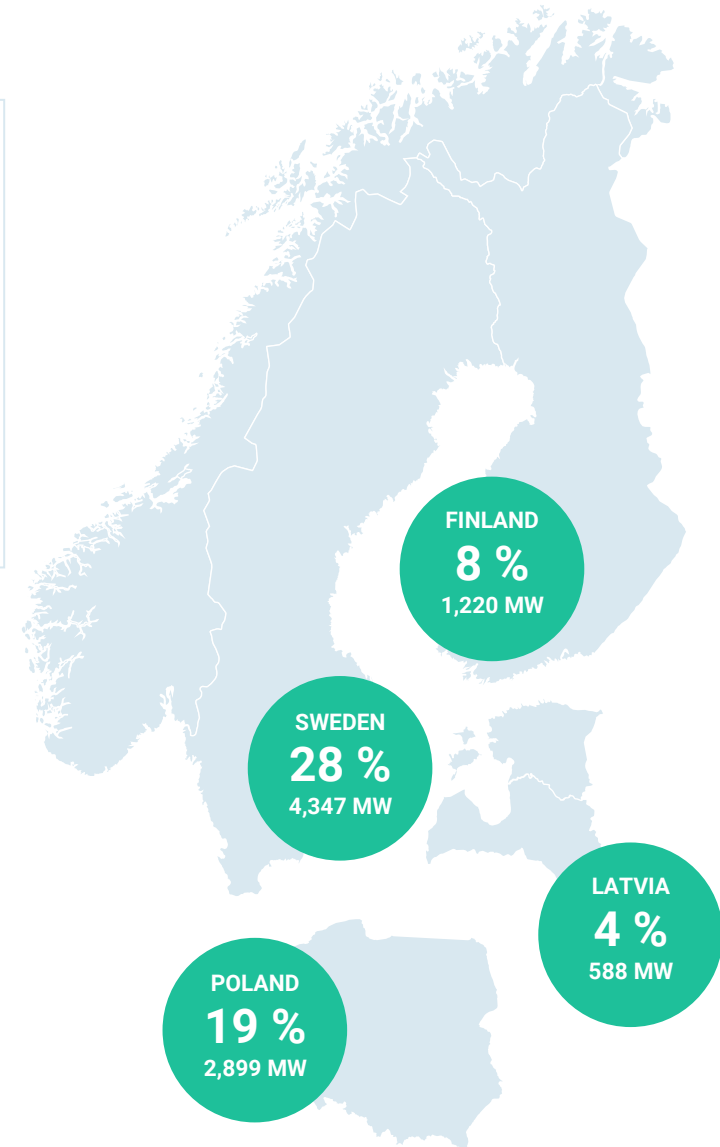 FINLAND
8 %
1,220 MW
SWEDEN
28 %
4,347 MW
LATVIA
4 %
588 MW
POLAND
19 %
2,899 MW